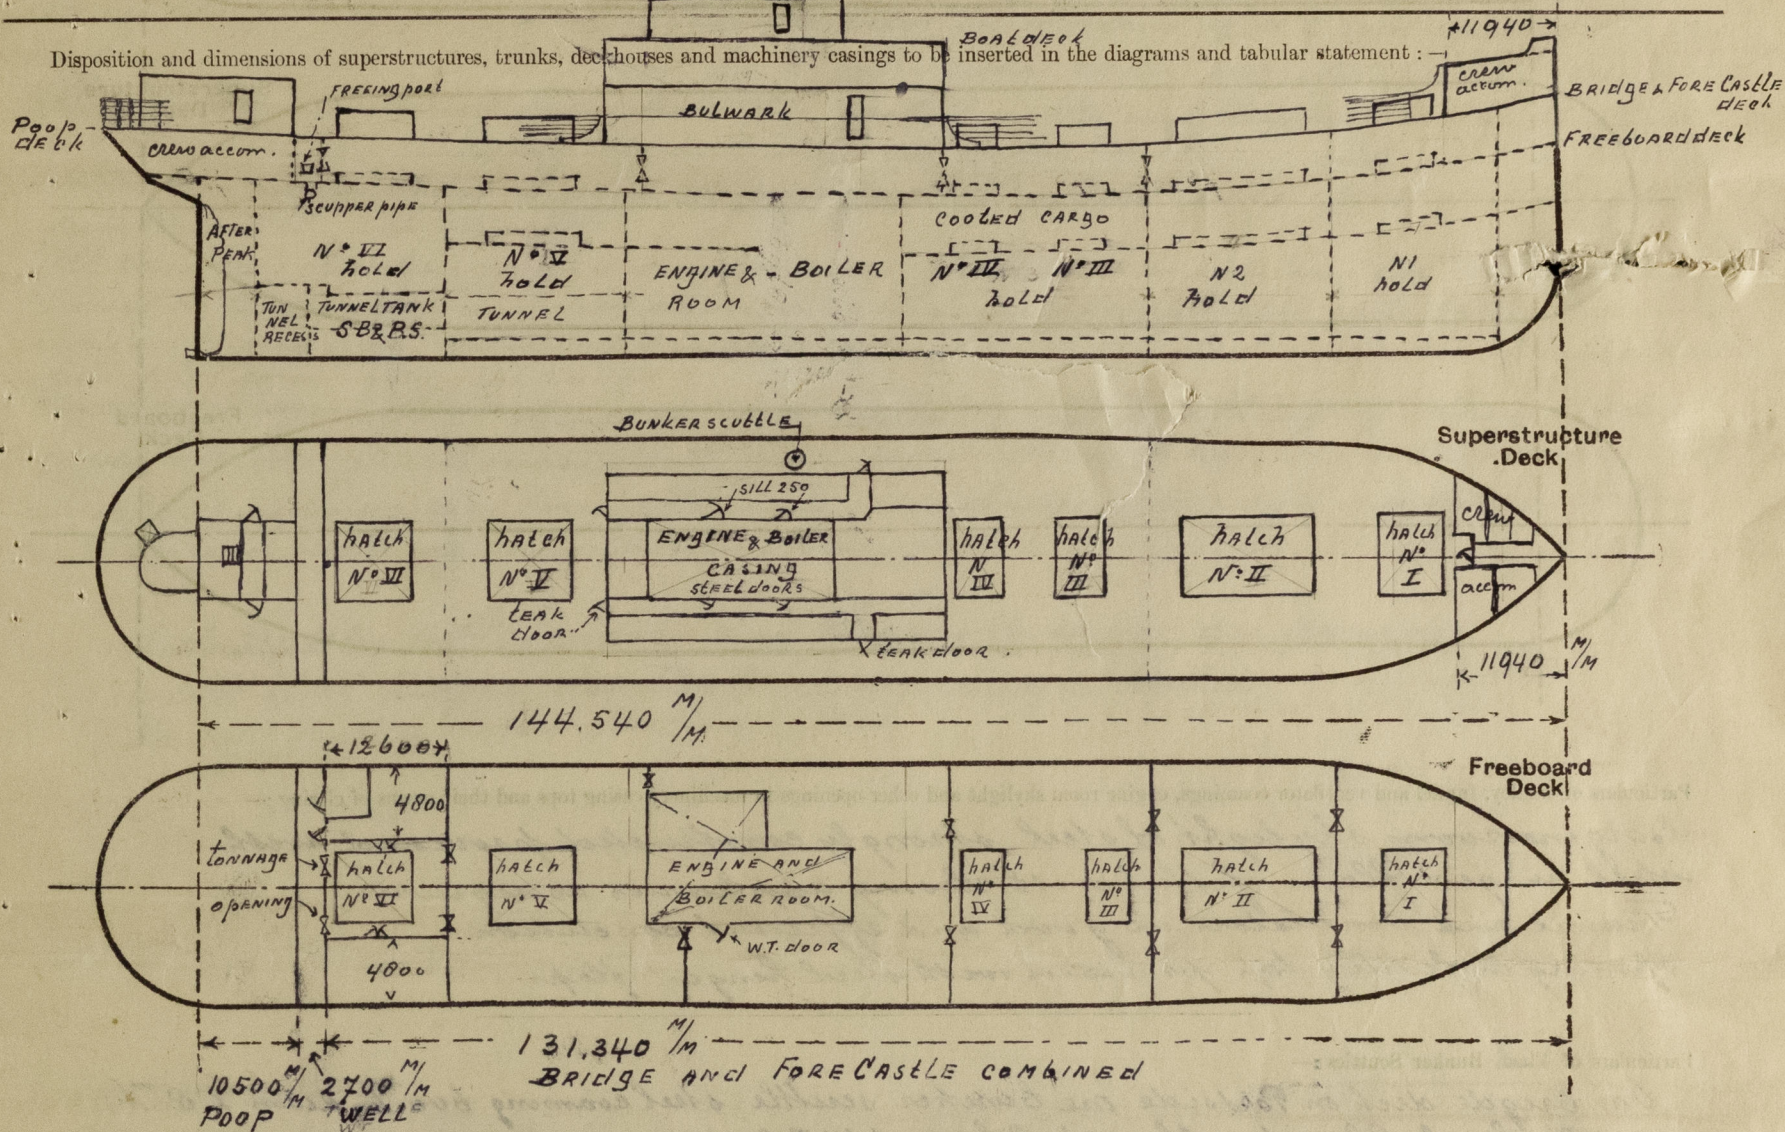 Disposition and dimensions of superstructures, trunks, deckhouses and machinery casings to be inserted in the diagrams and tabular statement :—
11940
BOAT DECK
CREW
ACCOM.
BRIDGE & FORE CASTLE
DECK
FREEING PORT
BULWARK
POOP
DECK
FREEBOARD DECK
CREW ACCOM.
SCUPPER PIPE
COOLED CARGO
AFTER
PEAK
No VI
hold
No V
hold
ENGINE & - BOILER
ROOM
No IV
No III
hold
N2
hold
N1
hold
TUN
NEL
RECESS
TUNNEL TANK
SB & P.S.
TUNNEL
BUNKER SCUTTLE
Superstructure
Deck
SILL 250
hatch
No VI
hatch
No V
ENGINE & BOILER
CASING
STEEL DOORS
hatch
N
IV
hatch
No
III
hatch
No II
hatch
No
I
crew
accm
TEAK
DOOR
TEAK DOOR
11940 M/M
144.540 M/M
12600
Freeboard
Deck
4800
TONNAGE
OPENING
hatch
No VI
hatch
No V
ENGINE AND
BOILER ROOM.
hatch
No
IV
hatch
No
III
hatch
No II
hatch
No
I
W.T. DOOR
4800
131.340 M/M
BRIDGE AND FORE CASTLE COMBINED
10500 M/M
POOP
2700 M/M
WELL